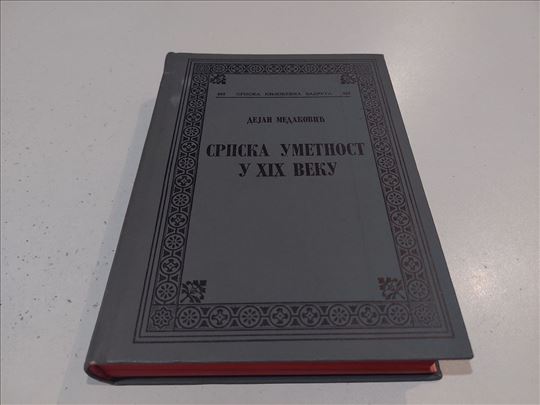 СРПСКА КЊИЖЕВНА ЗАДРУГА
ДЕЈАН МЕДАКОВИЋ
СРПСКА УМЕТНОСТ
У XIX ВЕКУ